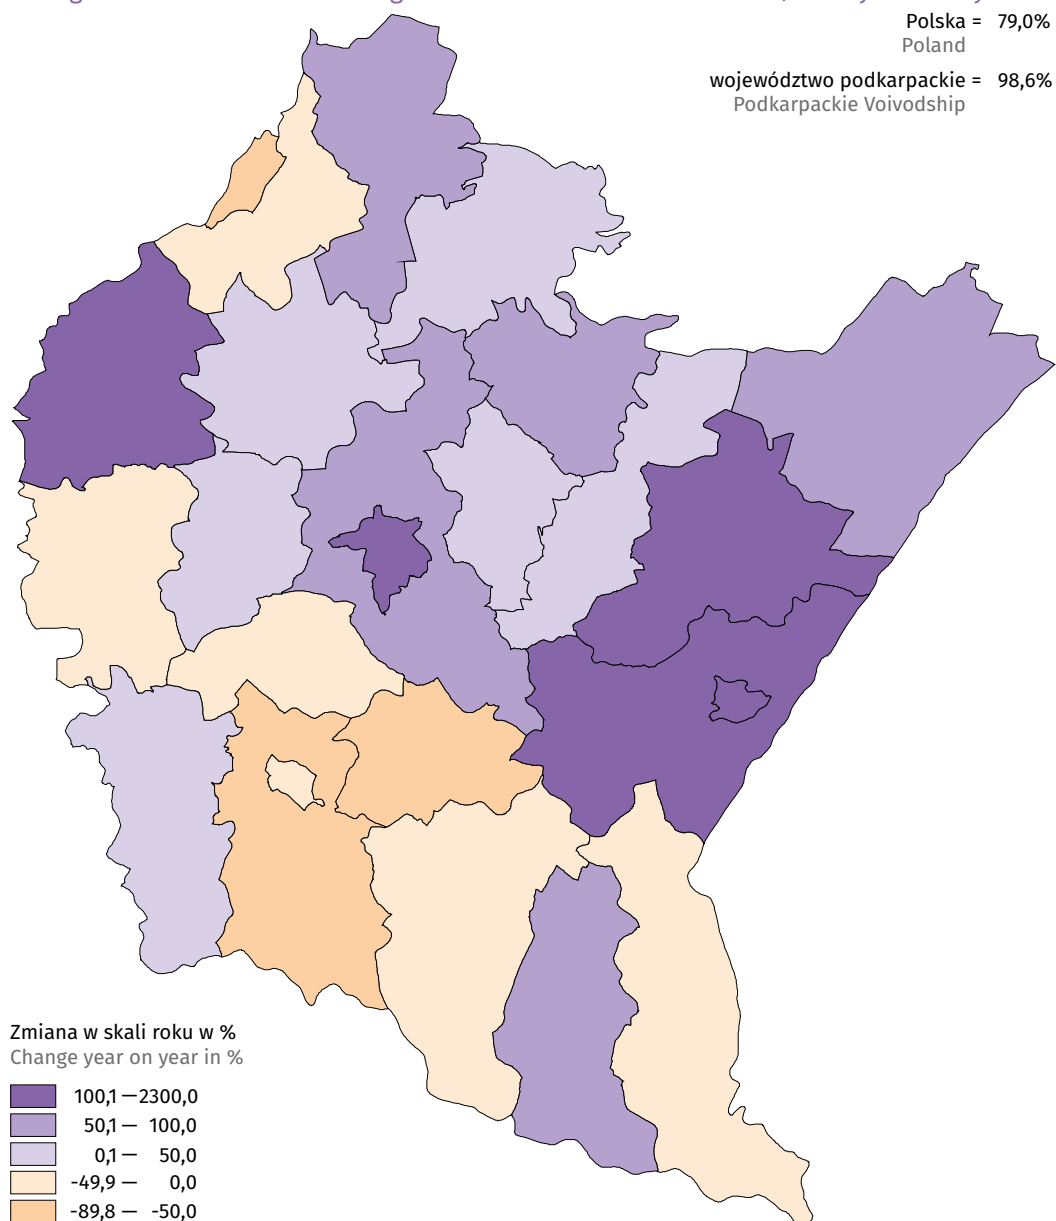 Polska = 79,0%
Poland
województwo podkarpackie = 98,6%
Podkarpackie Voivodship
Zmiana w skali roku w %
Change year on year in %
100,1 — 2300,0
50,1 — 100,0
0,1 — 50,0
-49,9 — 0,0
-89,8 — -50,0